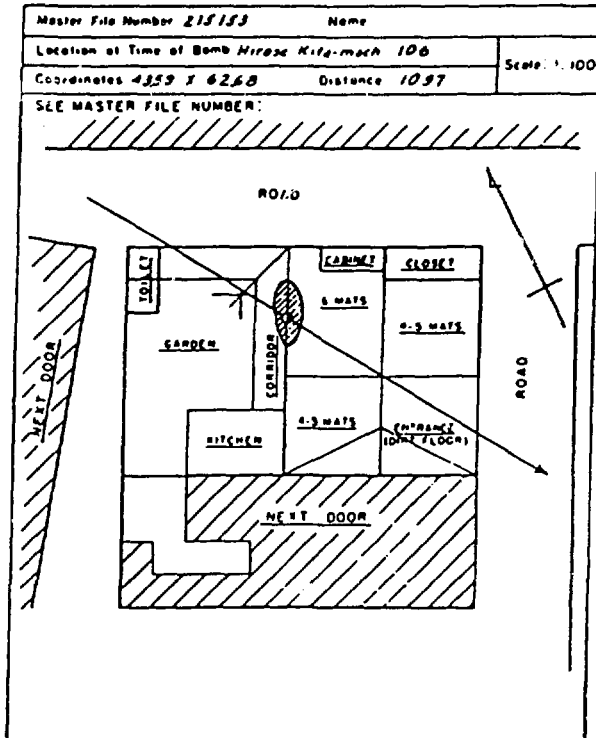 Master File Number 215153 Name
Location at Time of Bomb Hirose Kita-mach 106
Scale: 1:100
Coordinates 4359 X 6268 Distance 1097
SEE MASTER FILE NUMBER:
ROAD
TOILET
CABINET
CLOSET
6 MATS
4-5 MATS
GARDEN
CORRIDOR
NEXT DOOR
ROAD
KITCHEN
4-5 MATS
ENTRANCE
(DIRT FLOOR)
NEXT DOOR